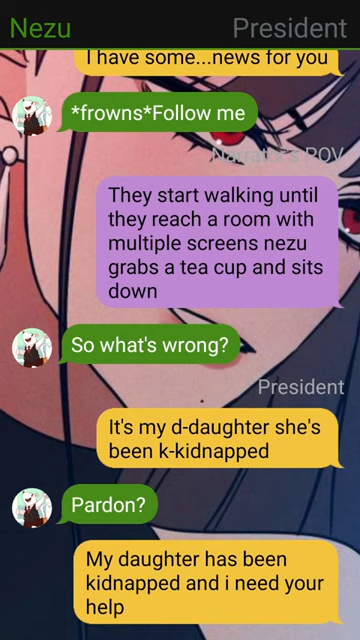 Nezu President
I have some...news for you
*frowns*Follow me
Narrator's POV
They start walking until
they reach a room with
multiple screens nezu
grabs a tea cup and sits
down
So what's wrong?
President
It's my d-daughter she's
been k-kidnapped
Pardon?
My daughter has been
kidnapped and i need your
help